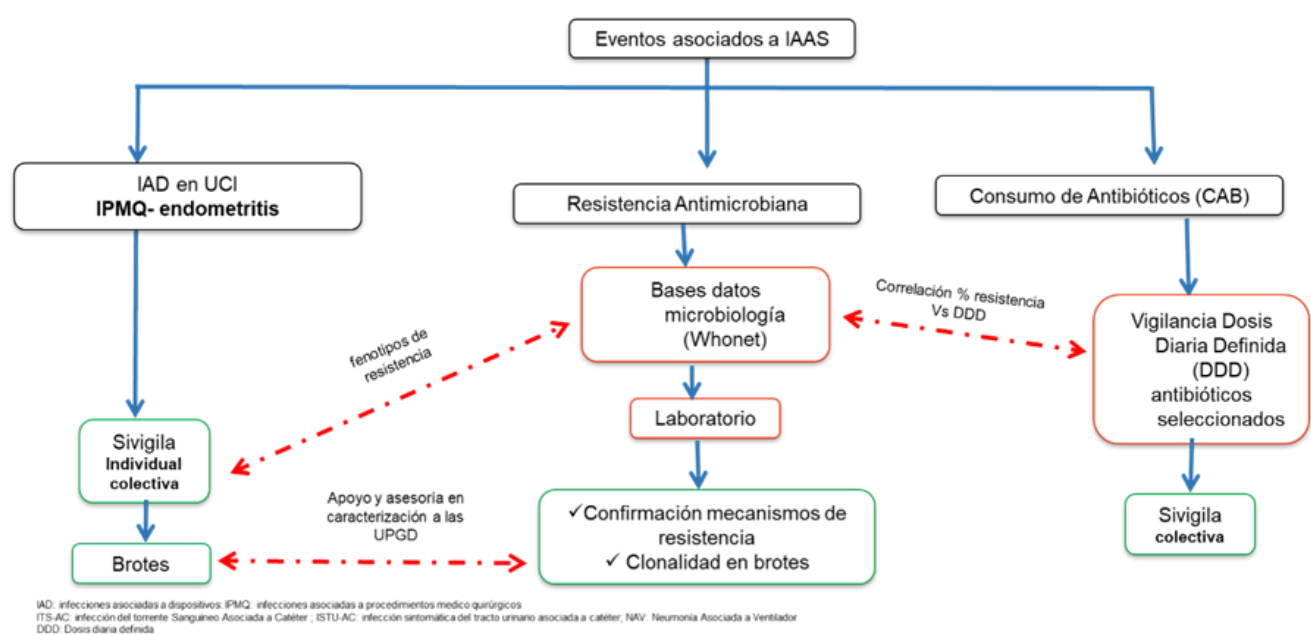 Eventos asociados a IAAS
IAD en UCI
IPMQ- endometritis
Resistencia Antimicrobiana
Consumo de Antibióticos (CAB)
Bases datos
microbiología
(Whonet)
Correlación % resistencia
Vs DDD
Vigilancia Dosis
Diaria Definida
(DDD)
antibióticos
seleccionados
fenotipos de
resistencia
Laboratorio
Sivigila
Individual
colectiva
Apoyo y asesoría en
caracterización a las
UPGD
✓Confirmación mecanismos de
resistencia
✓ Clonalidad en brotes
Sivigila
colectiva
Brotes
IAD: infecciones asociadas a dispositivos: IPMQ: infecciones asociadas a procedimientos medico quirúrgicos
ITS-AC: infección del torrente Sanguíneo Asociada a Catéter ; ISTU-AC: infección sintomática del tracto urinario asociada a catéter; NAV: Neumonía Asociada a Ventilador
DDD: Dosis diaria definida